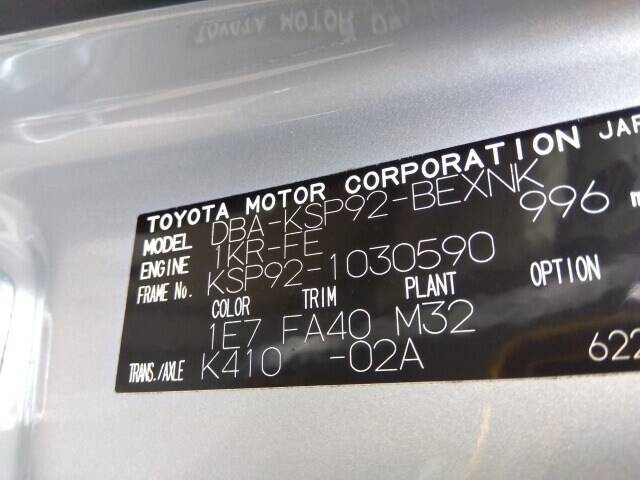 TOYOTA MOTOR CORPORATION JAP
MODEL DBA-KSP92-BEXNK
ENGINE 1KR-FE 996
FRAME No. KSP92-1030590
COLOR TRIM PLANT OPTION
1E7 FA40 M32
TRANS./AXLE K410 -02A 622